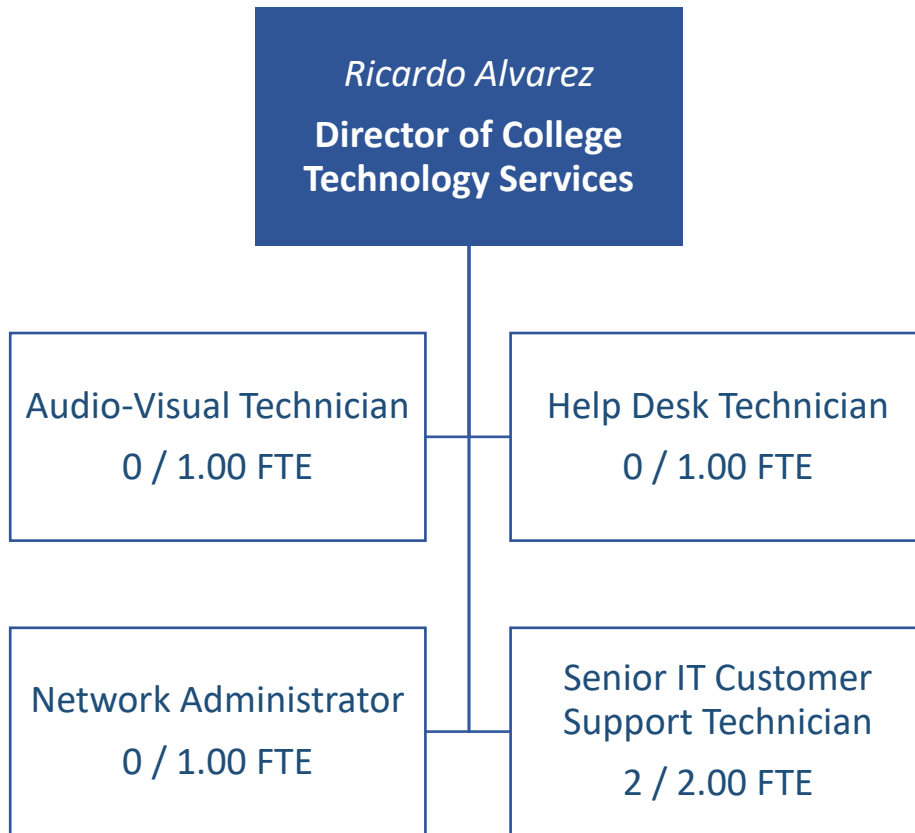 Ricardo Alvarez
Director of College
Technology Services
Audio-Visual Technician
0 / 1.00 FTE
Help Desk Technician
0 / 1.00 FTE
Network Administrator
0 / 1.00 FTE
Senior IT Customer
Support Technician
2 / 2.00 FTE